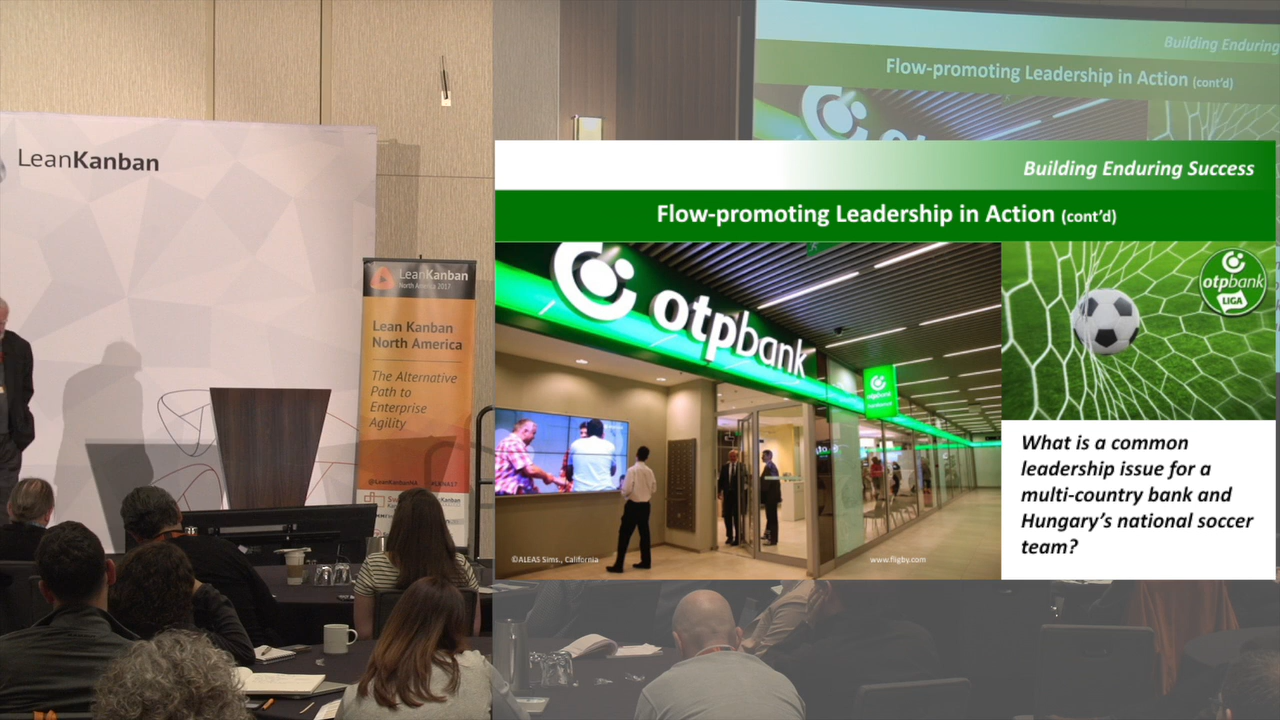 LeanKanban
LeanKanban
North America 2017
Lean Kanban
North America
The Alternative
Path to
Enterprise
Agility
@LeanKanbanNA #LKNA17
Building Enduring
Flow-promoting Leadership in Action (cont'd)
Building Enduring Success
Flow-promoting Leadership in Action (cont'd)
otpbank
otpbank
otpbank
LIGA
What is a common
leadership issue for a
multi-country bank and
Hungary's national soccer
team?
©ALEAS Sims., California
www.fligby.com